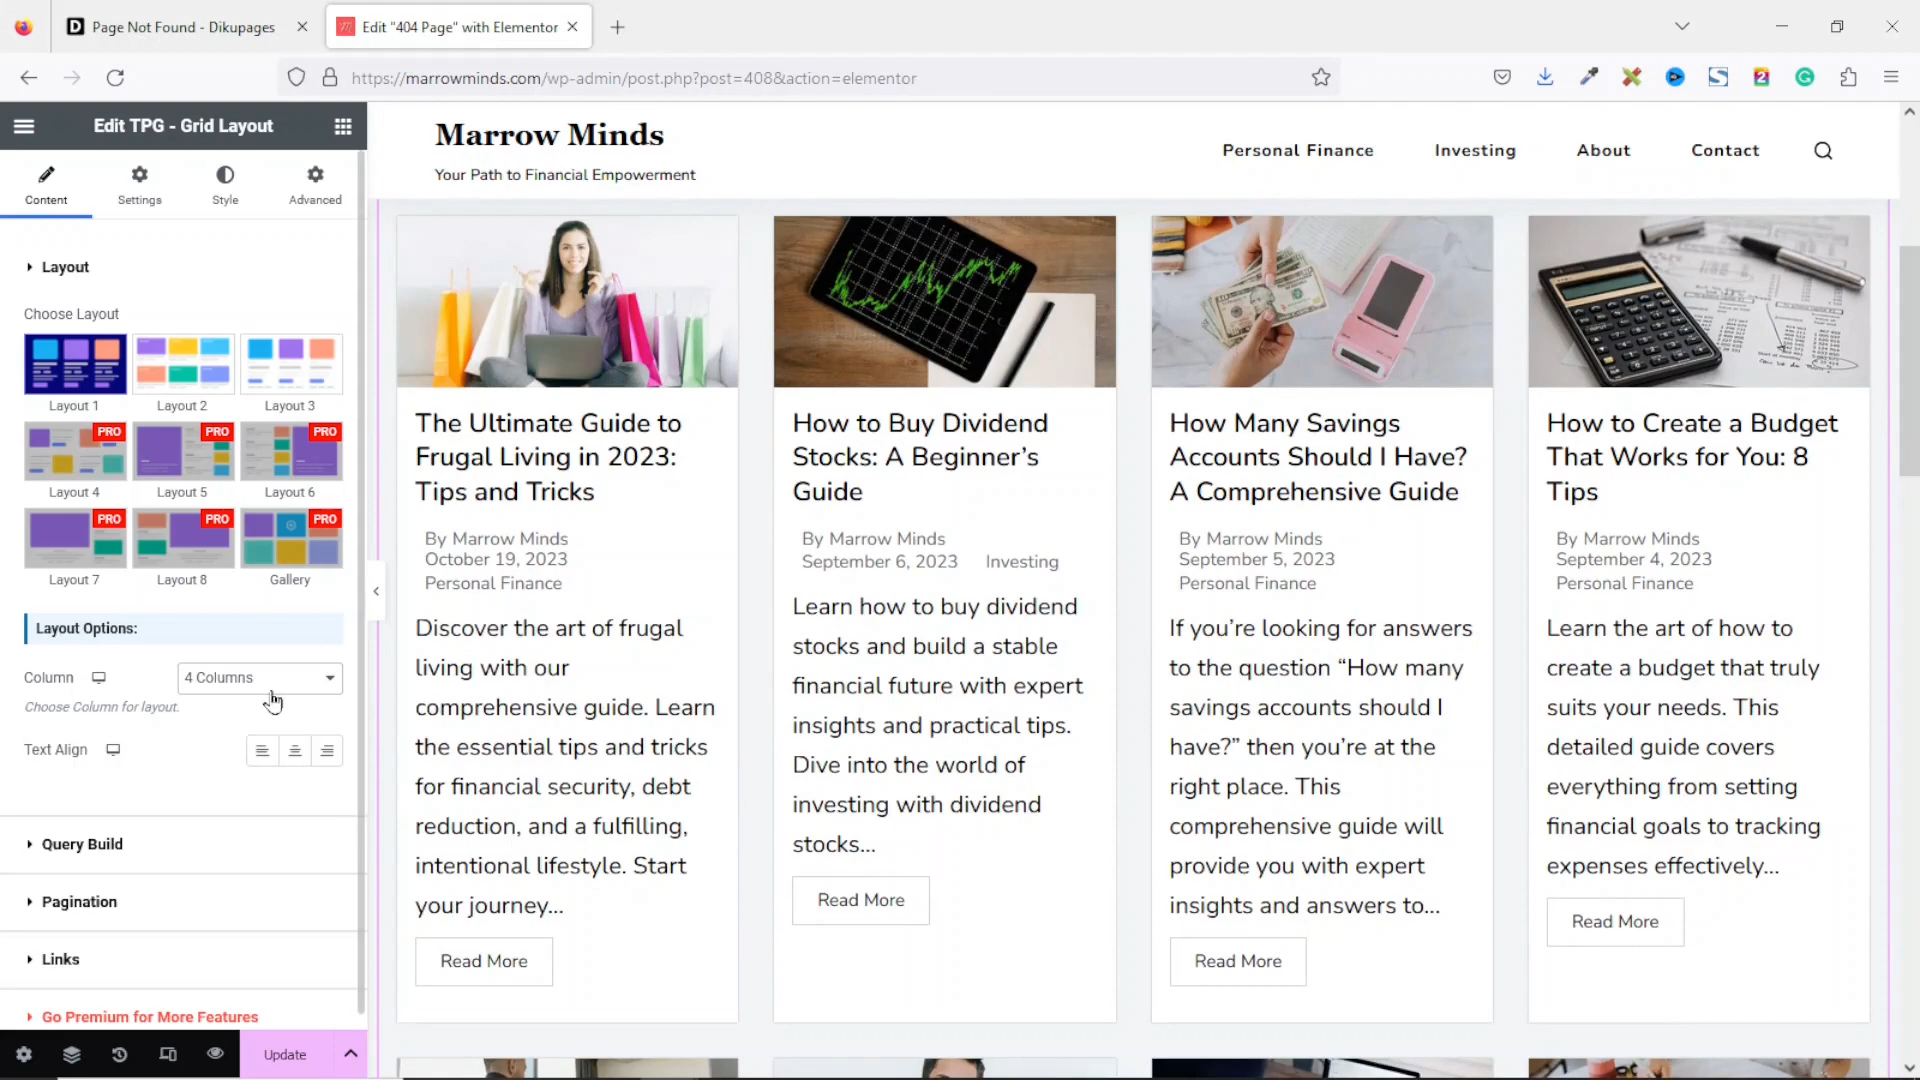 Page Not Found - Dikupages
Edit "404 Page" with Elementor
https://marrowminds.com/wp-admin/post.php?post=408&action=elementor
Edit TPG - Grid Layout
Content
Settings
Style
Advanced
Layout
Choose Layout
Layout 1
Layout 2
Layout 3
PRO
PRO
PRO
Layout 4
Layout 5
Layout 6
PRO
PRO
PRO
Layout 7
Layout 8
Gallery
Layout Options:
Column
4 Columns
Choose Column for layout.
Text Align
Query Build
Pagination
Links
Go Premium for More Features
Update
Marrow Minds
Your Path to Financial Empowerment
Personal Finance
Investing
About
Contact
The Ultimate Guide to
Frugal Living in 2023:
Tips and Tricks
By Marrow Minds
October 19, 2023
Personal Finance
Discover the art of frugal
living with our
comprehensive guide. Learn
the essential tips and tricks
for financial security, debt
reduction, and a fulfilling,
intentional lifestyle. Start
your journey...
Read More
How to Buy Dividend
Stocks: A Beginner’s
Guide
By Marrow Minds
September 6, 2023 Investing
Learn how to buy dividend
stocks and build a stable
financial future with expert
insights and practical tips.
Dive into the world of
investing with dividend
stocks...
Read More
How Many Savings
Accounts Should I Have?
A Comprehensive Guide
By Marrow Minds
September 5, 2023
Personal Finance
If you’re looking for answers
to the question “How many
savings accounts should I
have?” then you’re at the
right place. This
comprehensive guide will
provide you with expert
insights and answers to...
Read More
How to Create a Budget
That Works for You: 8
Tips
By Marrow Minds
September 4, 2023
Personal Finance
Learn the art of how to
create a budget that truly
suits your needs. This
detailed guide covers
everything from setting
financial goals to tracking
expenses effectively...
Read More